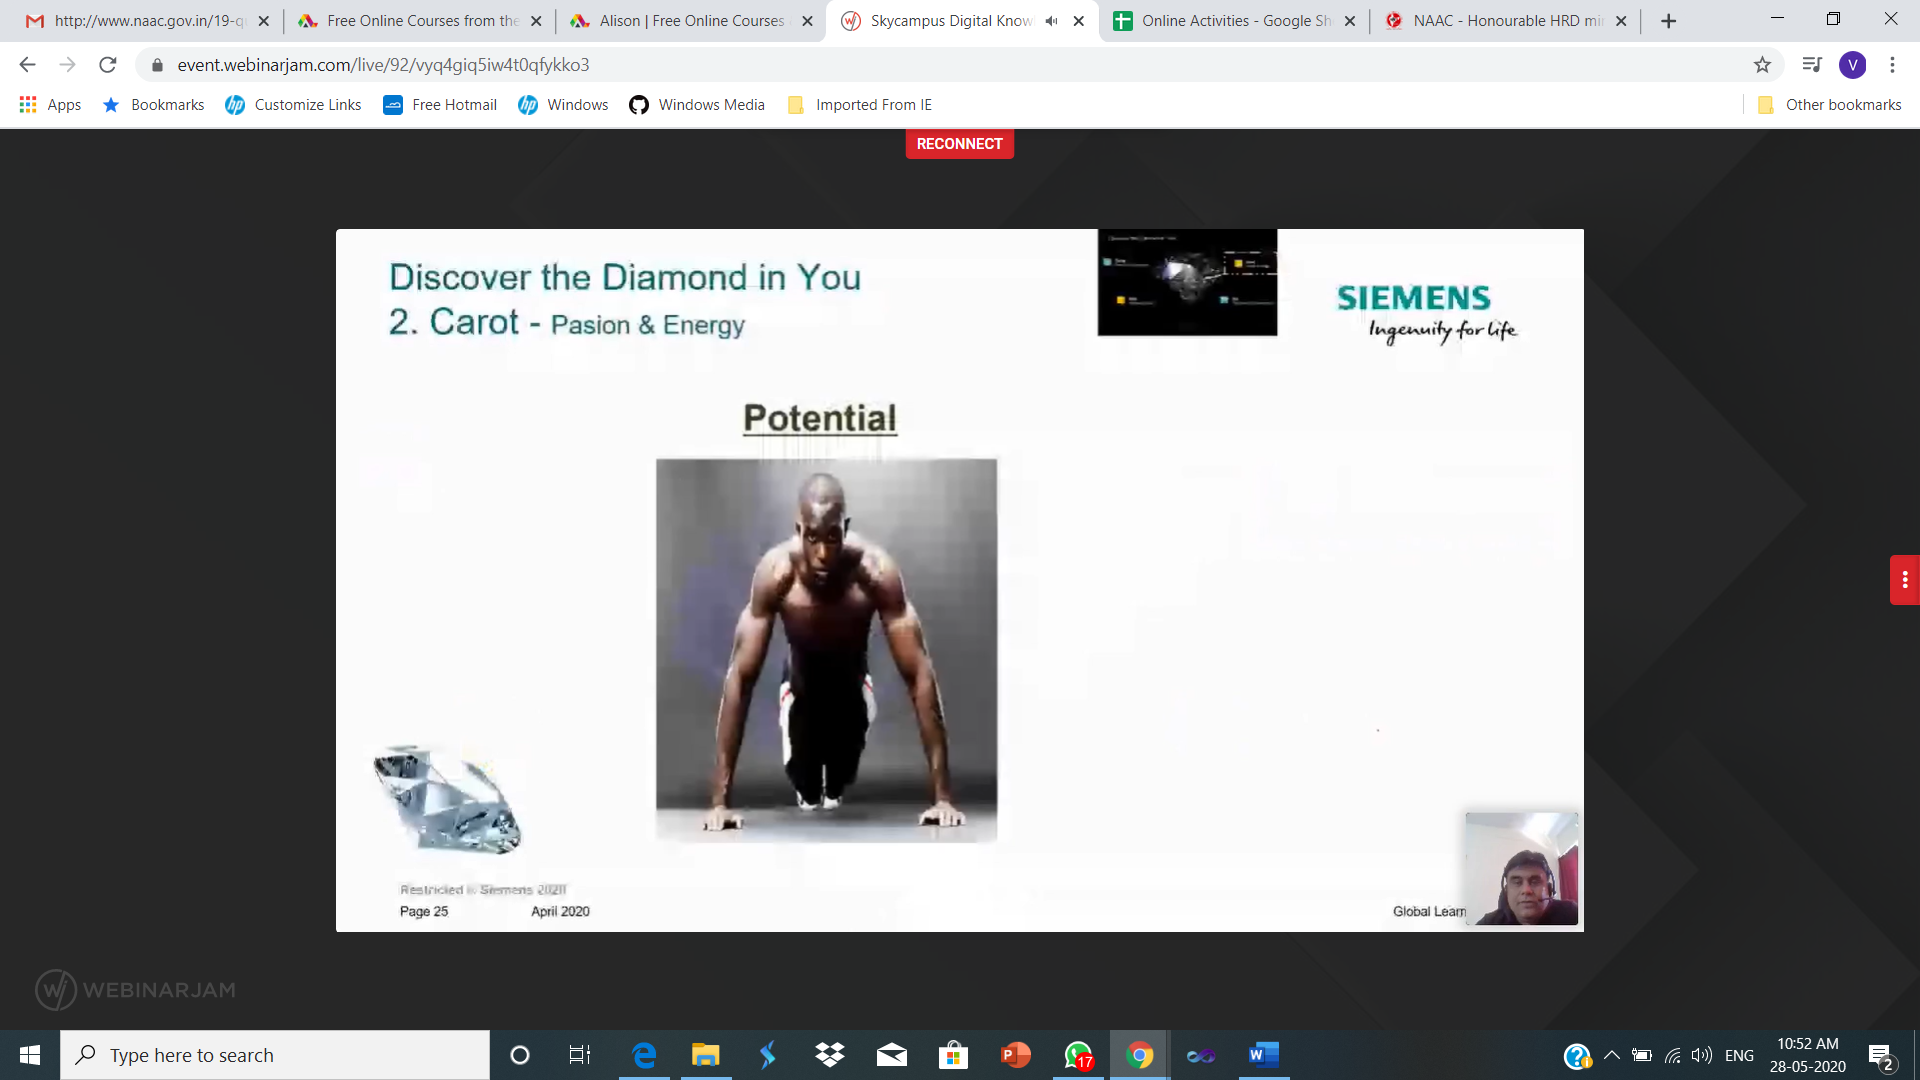 http://www.naac.gov.in/19-q
Free Online Courses from the
Alison | Free Online Courses
Skycampus Digital Know
Online Activities - Google Sh
NAAC - Honourable HRD mi
event.webinarjam.com/live/92/vyq4giq5iw4t0qfykko3
V
Apps
Bookmarks
Customize Links
Free Hotmail
Windows
Windows Media
Imported From IE
Other bookmarks
RECONNECT
Discover the Diamond in You
2. Carot - Pasion & Energy
SIEMENS
Ingenuity for life
Potential
Restricted © Siemens 2020
Page 25
April 2020
Global Learn
WEBINARJAM
Type here to search
17
ENG
10:52 AM
28-05-2020
2